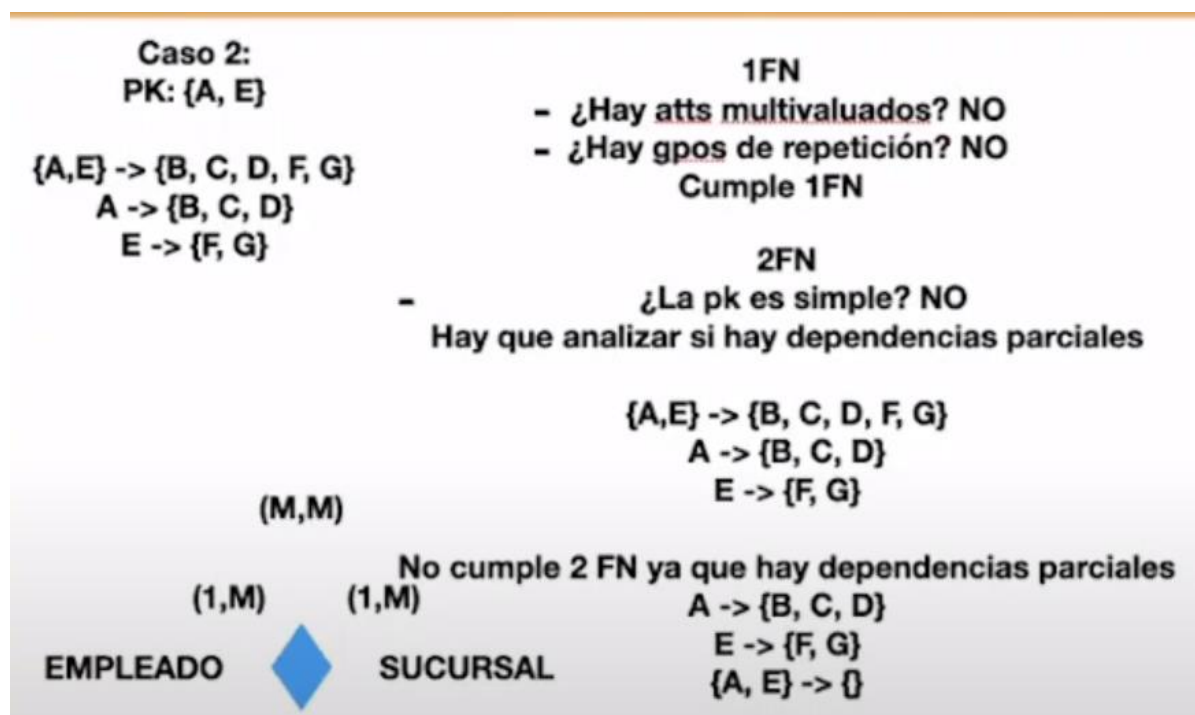 Caso 2:
PK: {A, E}
{A,E} -> {B, C, D, F, G}
A -> {B, C, D}
E -> {F, G}
1FN
- ¿Hay atts multivaluados? NO
- ¿Hay gpos de repetición? NO
Cumple 1FN
2FN
- ¿La pk es simple? NO
Hay que analizar si hay dependencias parciales
{A,E} -> {B, C, D, F, G}
A -> {B, C, D}
E -> {F, G}
No cumple 2 FN ya que hay dependencias parciales
A -> {B, C, D}
E -> {F, G}
{A, E} -> {}
(M,M)
(1,M) (1,M)
EMPLEADO SUCURSAL